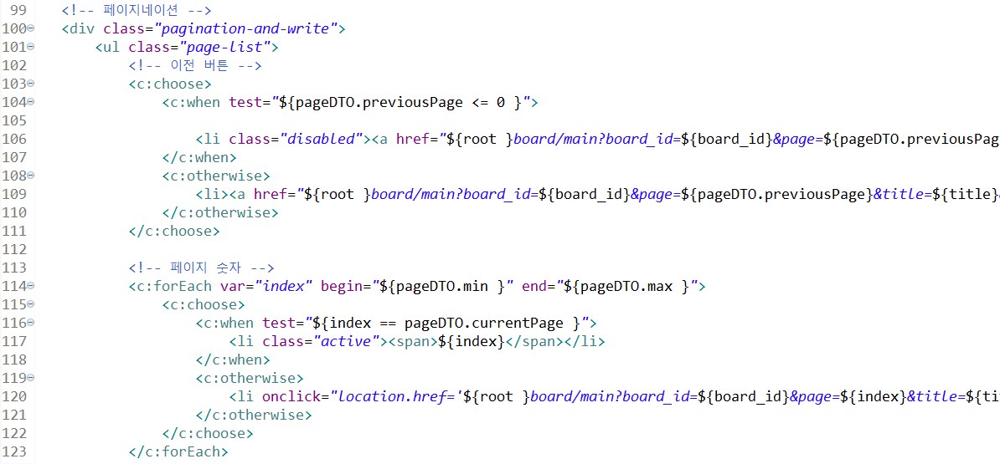 99 <!-- 페이지네이션 -->
100 <div class="pagination-and-write">
101 <ul class="page-list">
102 <!-- 이전 버튼 -->
103 <c:choose>
104 <c:when test="${pageDTO.previousPage <= 0 }">
105
106 <li class="disabled"><a href="${root }board/main?board_id=${board_id}&page=${pageDTO.previousPag
107 </c:when>
108 <c:otherwise>
109 <li><a href="${root }board/main?board_id=${board_id}&page=${pageDTO.previousPage}&title=${title}&
110 </c:otherwise>
111 </c:choose>
112
113 <!-- 페이지 숫자 -->
114 <c:forEach var="index" begin="${pageDTO.min }" end="${pageDTO.max }">
115 <c:choose>
116 <c:when test="${index == pageDTO.currentPage }">
117 <li class="active"><span>${index}</span></li>
118 </c:when>
119 <c:otherwise>
120 <li onclick="location.href='${root }board/main?board_id=${board_id}&page=${index}&title=${ti
121 </c:otherwise>
122 </c:choose>
123 </c:forEach>